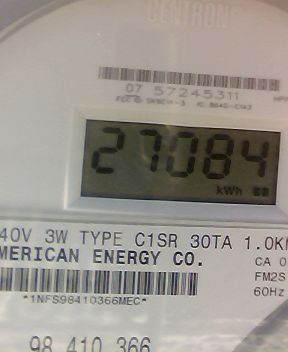 CENTRON
07 57245311
27084
kWh
40V 3W TYPE C1SR 30TA 1.0K
MERICAN ENERGY CO.
CA 0
FM2S
60Hz
*1NFS98410366MEC*
98 410 366